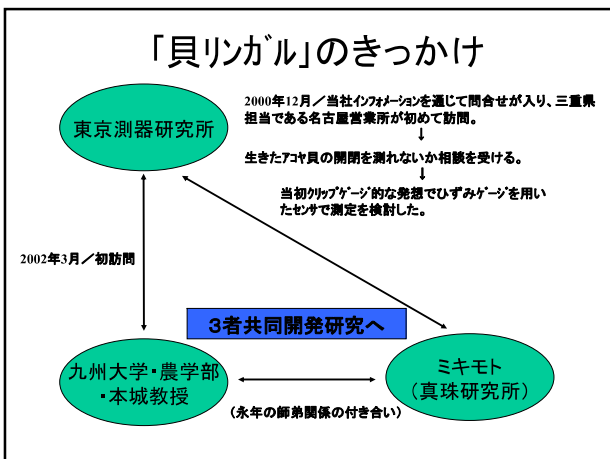 「貝リンガル」のきっかけ
東京測器研究所
2000年12月/当社インフォメーションを通じて問合せが入り、三重県
担当である名古屋営業所が初めて訪問。
↓
生きたアコヤ貝の開閉を測れないか相談を受ける。
↓
当初クリップゲージ的な発想でひずみゲージを用い
たセンサで測定を検討した。
2002年3月/初訪問
3者共同開発研究へ
九州大学・農学部
・本城教授
ミキモト
(真珠研究所)
(永年の師弟関係の付き合い)